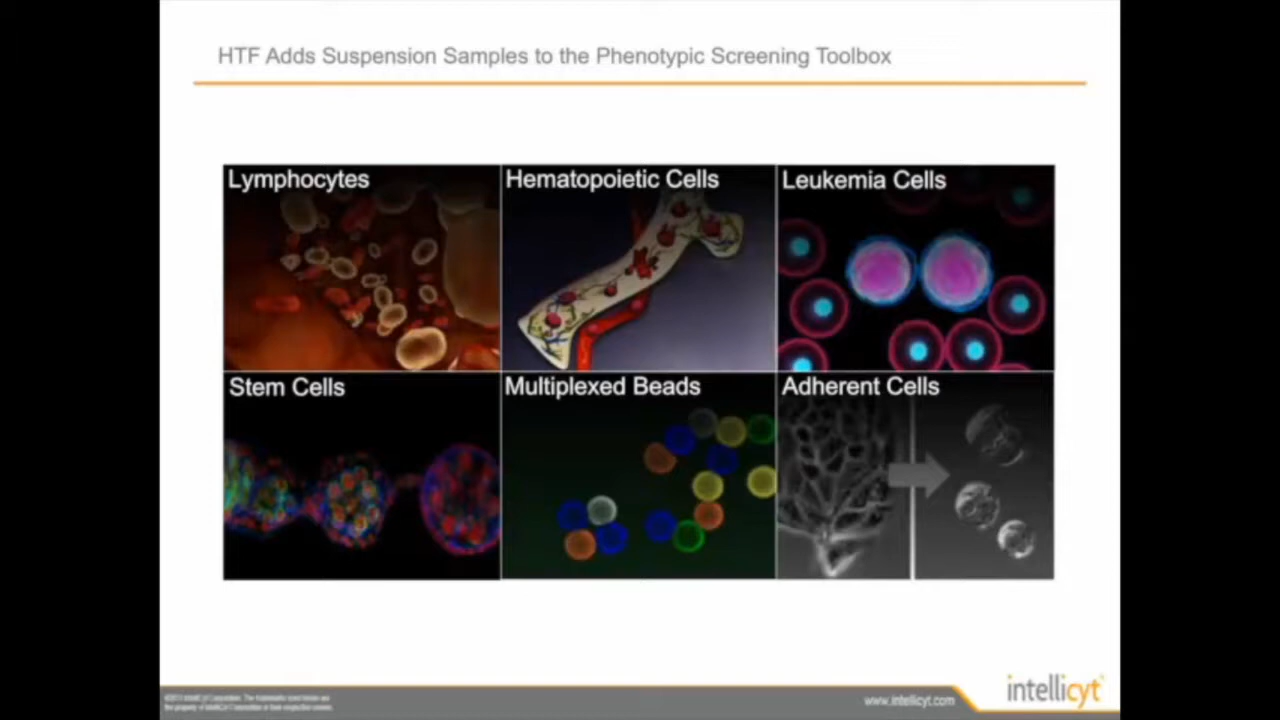 HTF Adds Suspension Samples to the Phenotypic Screening Toolbox
Lymphocytes
Hematopoietic Cells
Leukemia Cells
Stem Cells
Multiplexed Beads
Adherent Cells
www.intellicyt.com
intellicyt